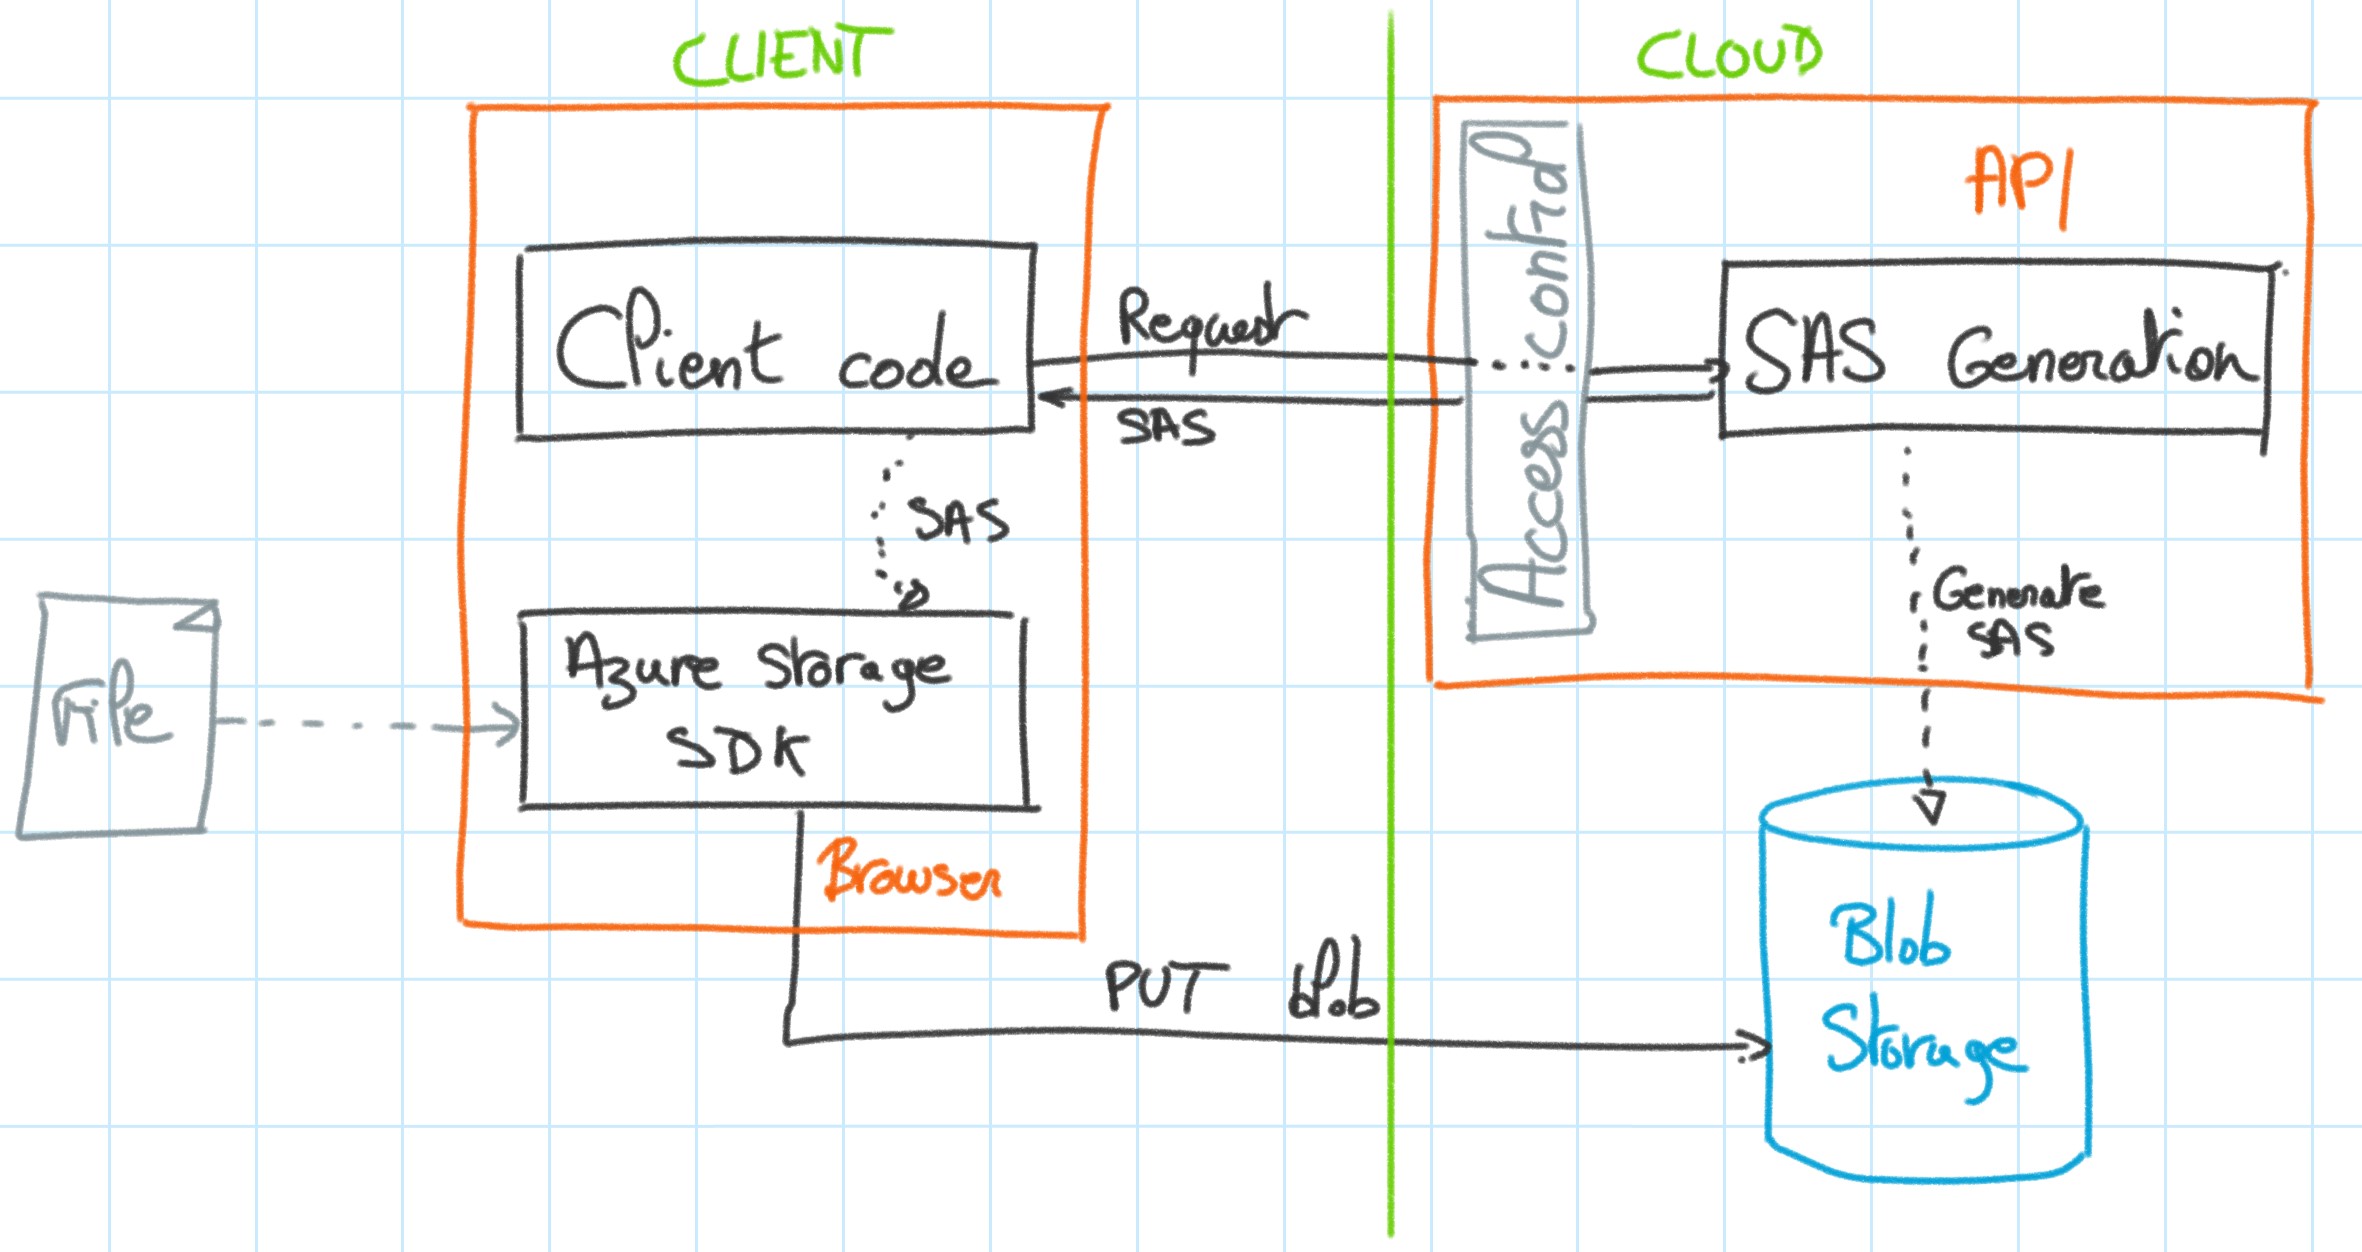 CLIENT
CLOUD
API
Access control
Client code
Request
SAS
SAS Generation
SAS
Generate
SAS
File
Azure Storage
SDK
Browser
PUT blob
Blob
Storage